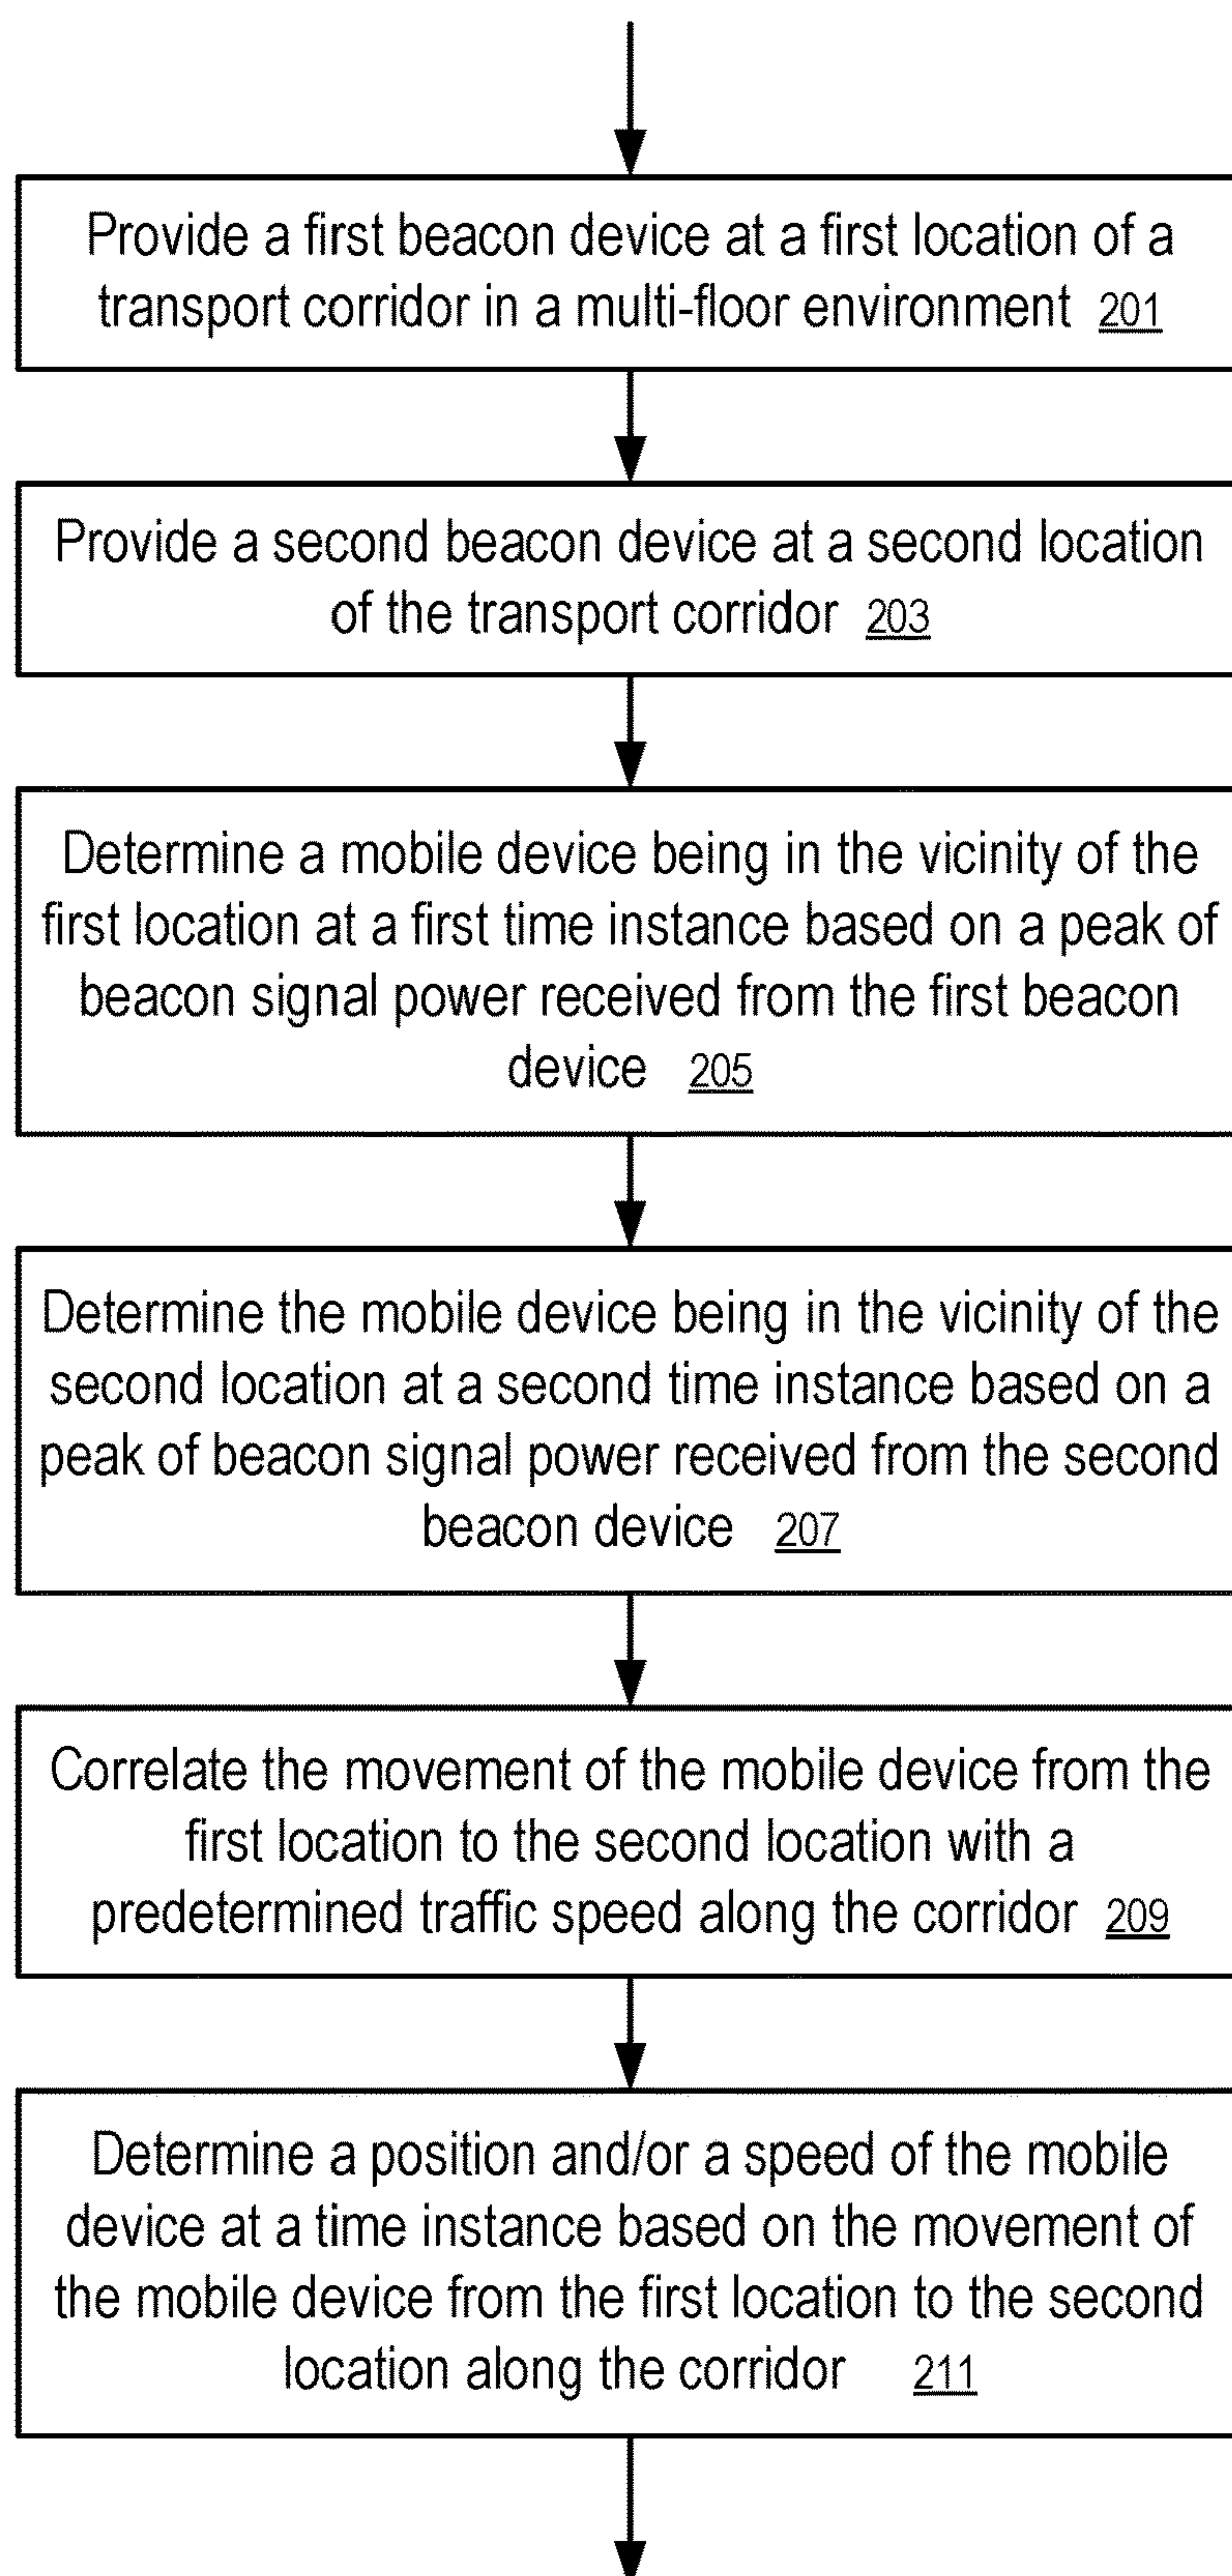 Provide a first beacon device at a first location of a
transport corridor in a multi-floor environment 201
Provide a second beacon device at a second location
of the transport corridor 203
Determine a mobile device being in the vicinity of the
first location at a first time instance based on a peak of
beacon signal power received from the first beacon
device 205
Determine the mobile device being in the vicinity of the
second location at a second time instance based on a
peak of beacon signal power received from the second
beacon device 207
Correlate the movement of the mobile device from the
first location to the second location with a
predetermined traffic speed along the corridor 209
Determine a position and/or a speed of the mobile
device at a time instance based on the movement of
the mobile device from the first location to the second
location along the corridor 211